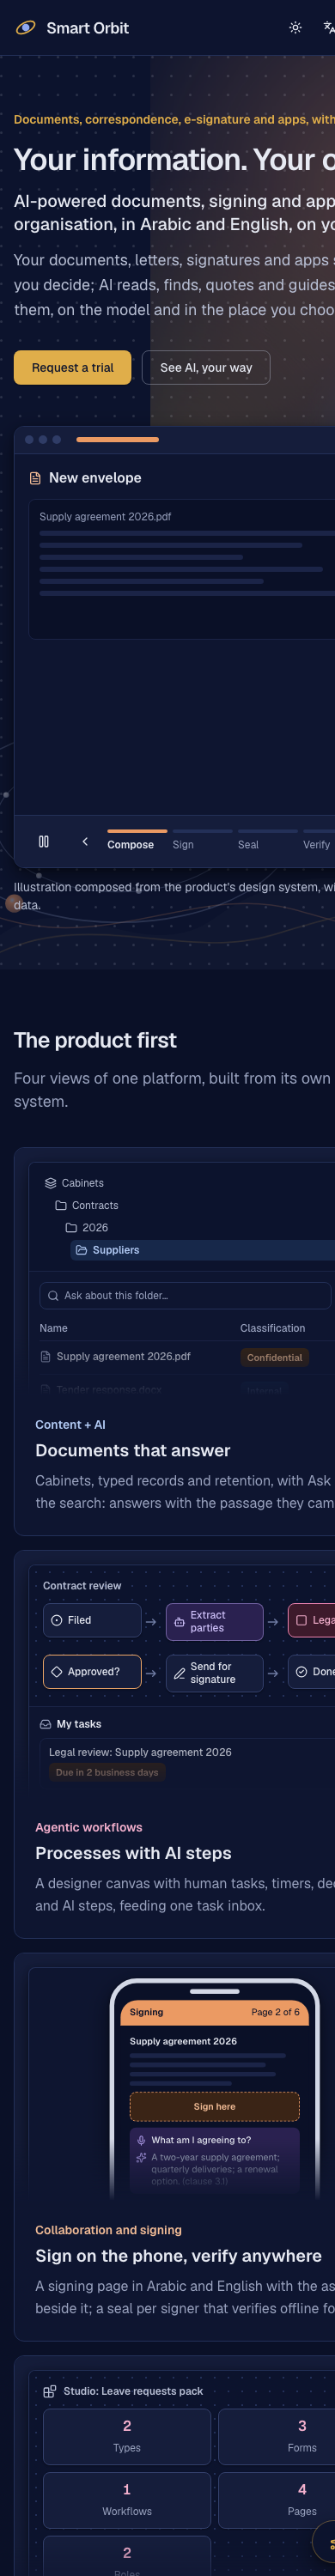 Smart Orbit
Documents, correspondence, e-signature and apps, with
Your information. Your
AI-powered documents, signing and app
organisation, in Arabic and English, on yo
Your documents, letters, signatures and apps
you decide; AI reads, finds, quotes and guides
them, on the model and in the place you choo
Request a trial
See AI, your way
New envelope
Supply agreement 2026.pdf
Compose
Sign
Seal
Verify
Illustration composed from the product's design system, wi
data.
The product first
Four views of one platform, built from its own
system.
Cabinets
Contracts
2026
Suppliers
Ask about this folder...
Name Classification
Supply agreement 2026.pdf Confidential
Tender response.docx Internal
Content + AI
Documents that answer
Cabinets, typed records and retention, with Ask
the search: answers with the passage they cam
Contract review
Filed
Extract
parties
Lega
Approved?
Send for
signature
Done
My tasks
Legal review: Supply agreement 2026
Due in 2 business days
Agentic workflows
Processes with AI steps
A designer canvas with human tasks, timers, dec
and AI steps, feeding one task inbox.
Signing Page 2 of 6
Supply agreement 2026
Sign here
What am I agreeing to?
A two-year supply agreement;
quarterly deliveries; a renewal
option. (clause 3.1)
Collaboration and signing
Sign on the phone, verify anywhere
A signing page in Arabic and English with the as
beside it; a seal per signer that verifies offline fo
Studio: Leave requests pack
2
Types
3
Forms
1
Workflows
4
Pages
2
Roles